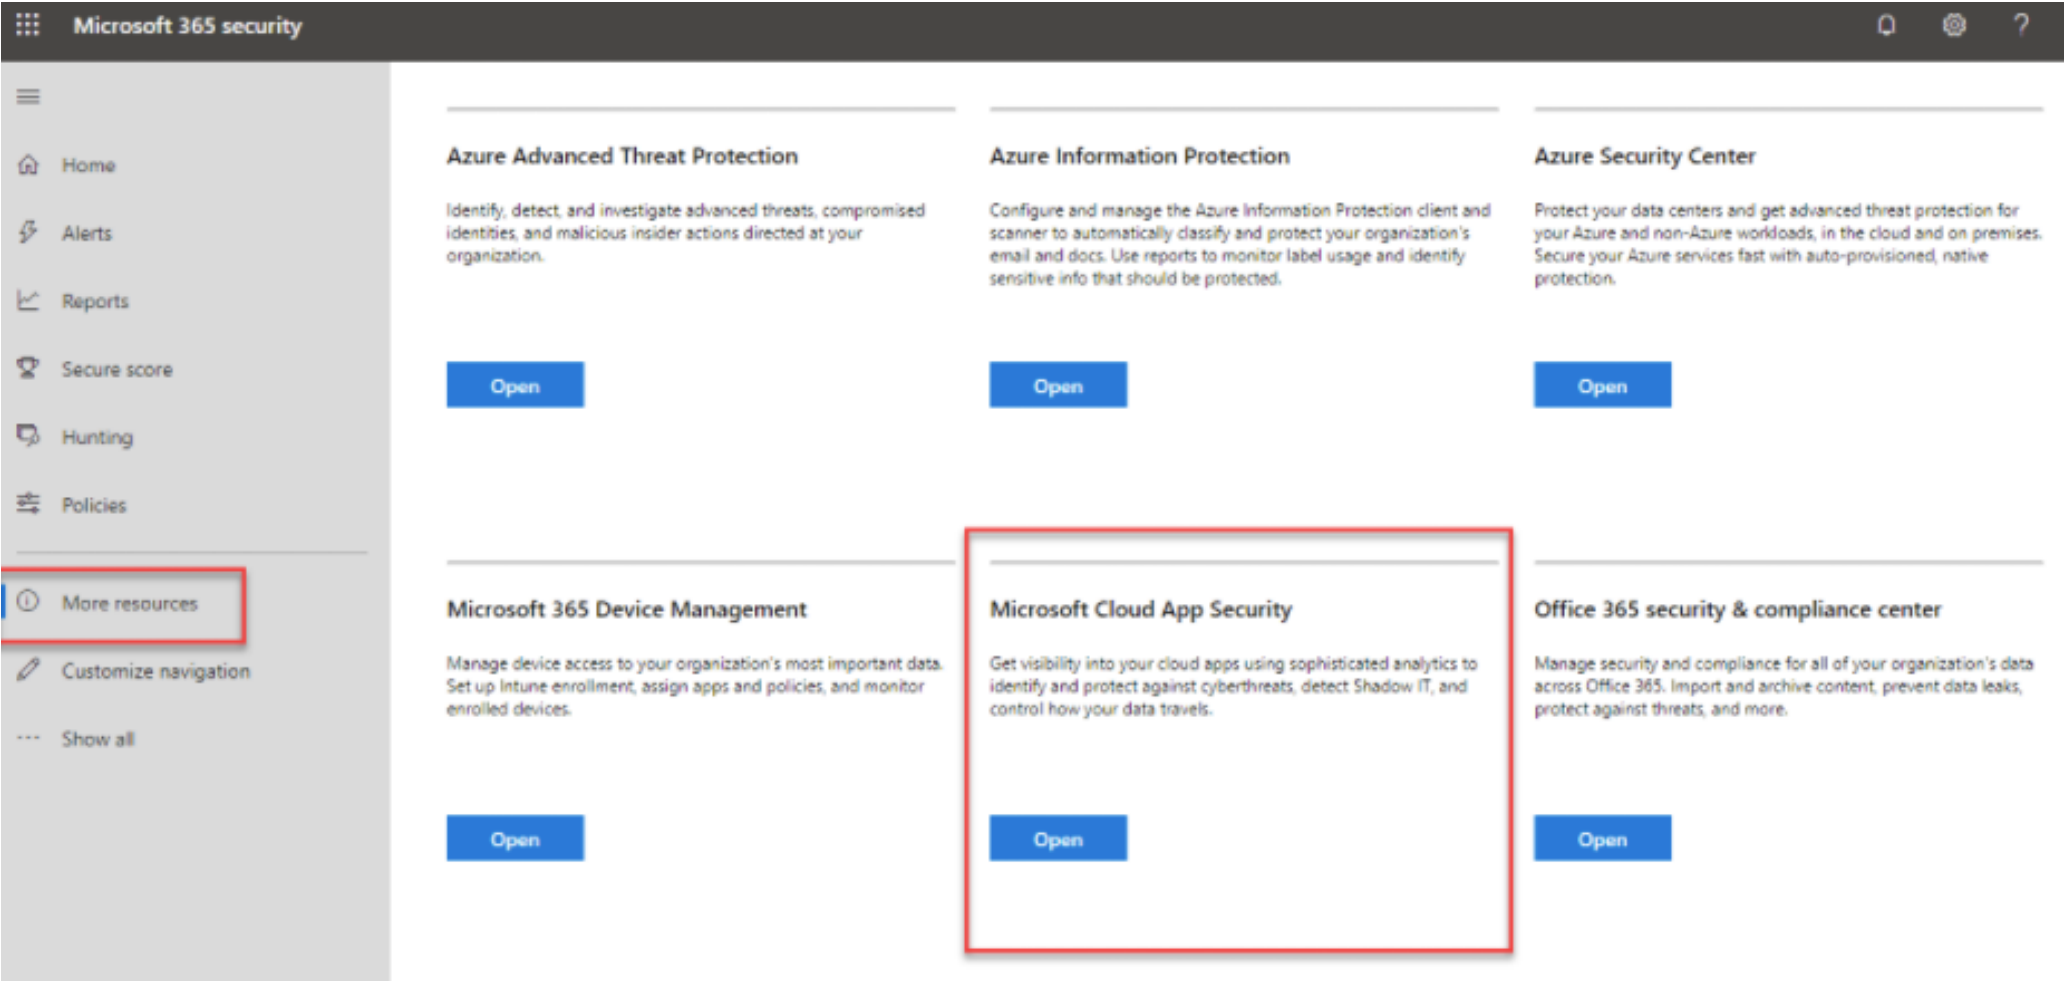 Microsoft 365 security
?
Home
Alerts
Reports
Secure score
Hunting
Policies
More resources
Customize navigation
Show all
Azure Advanced Threat Protection
Identify, detect, and investigate advanced threats, compromised
identities, and malicious insider actions directed at your
organization.
Open
Azure Information Protection
Configure and manage the Azure Information Protection client and
scanner to automatically classify and protect your organization's
email and docs. Use reports to monitor label usage and identify
sensitive info that should be protected.
Open
Azure Security Center
Protect your data centers and get advanced threat protection for
your Azure and non-Azure workloads, in the cloud and on premises.
Secure your Azure services fast with auto-provisioned, native
protection.
Open
Microsoft 365 Device Management
Manage device access to your organization's most important data.
Set up Intune enrollment, assign apps and policies, and monitor
enrolled devices.
Open
Microsoft Cloud App Security
Get visibility into your cloud apps using sophisticated analytics to
identify and protect against cyberthreats, detect Shadow IT, and
control how your data travels.
Open
Office 365 security & compliance center
Manage security and compliance for all of your organization's data
across Office 365. Import and archive content, prevent data leaks,
protect against threats, and more.
Open